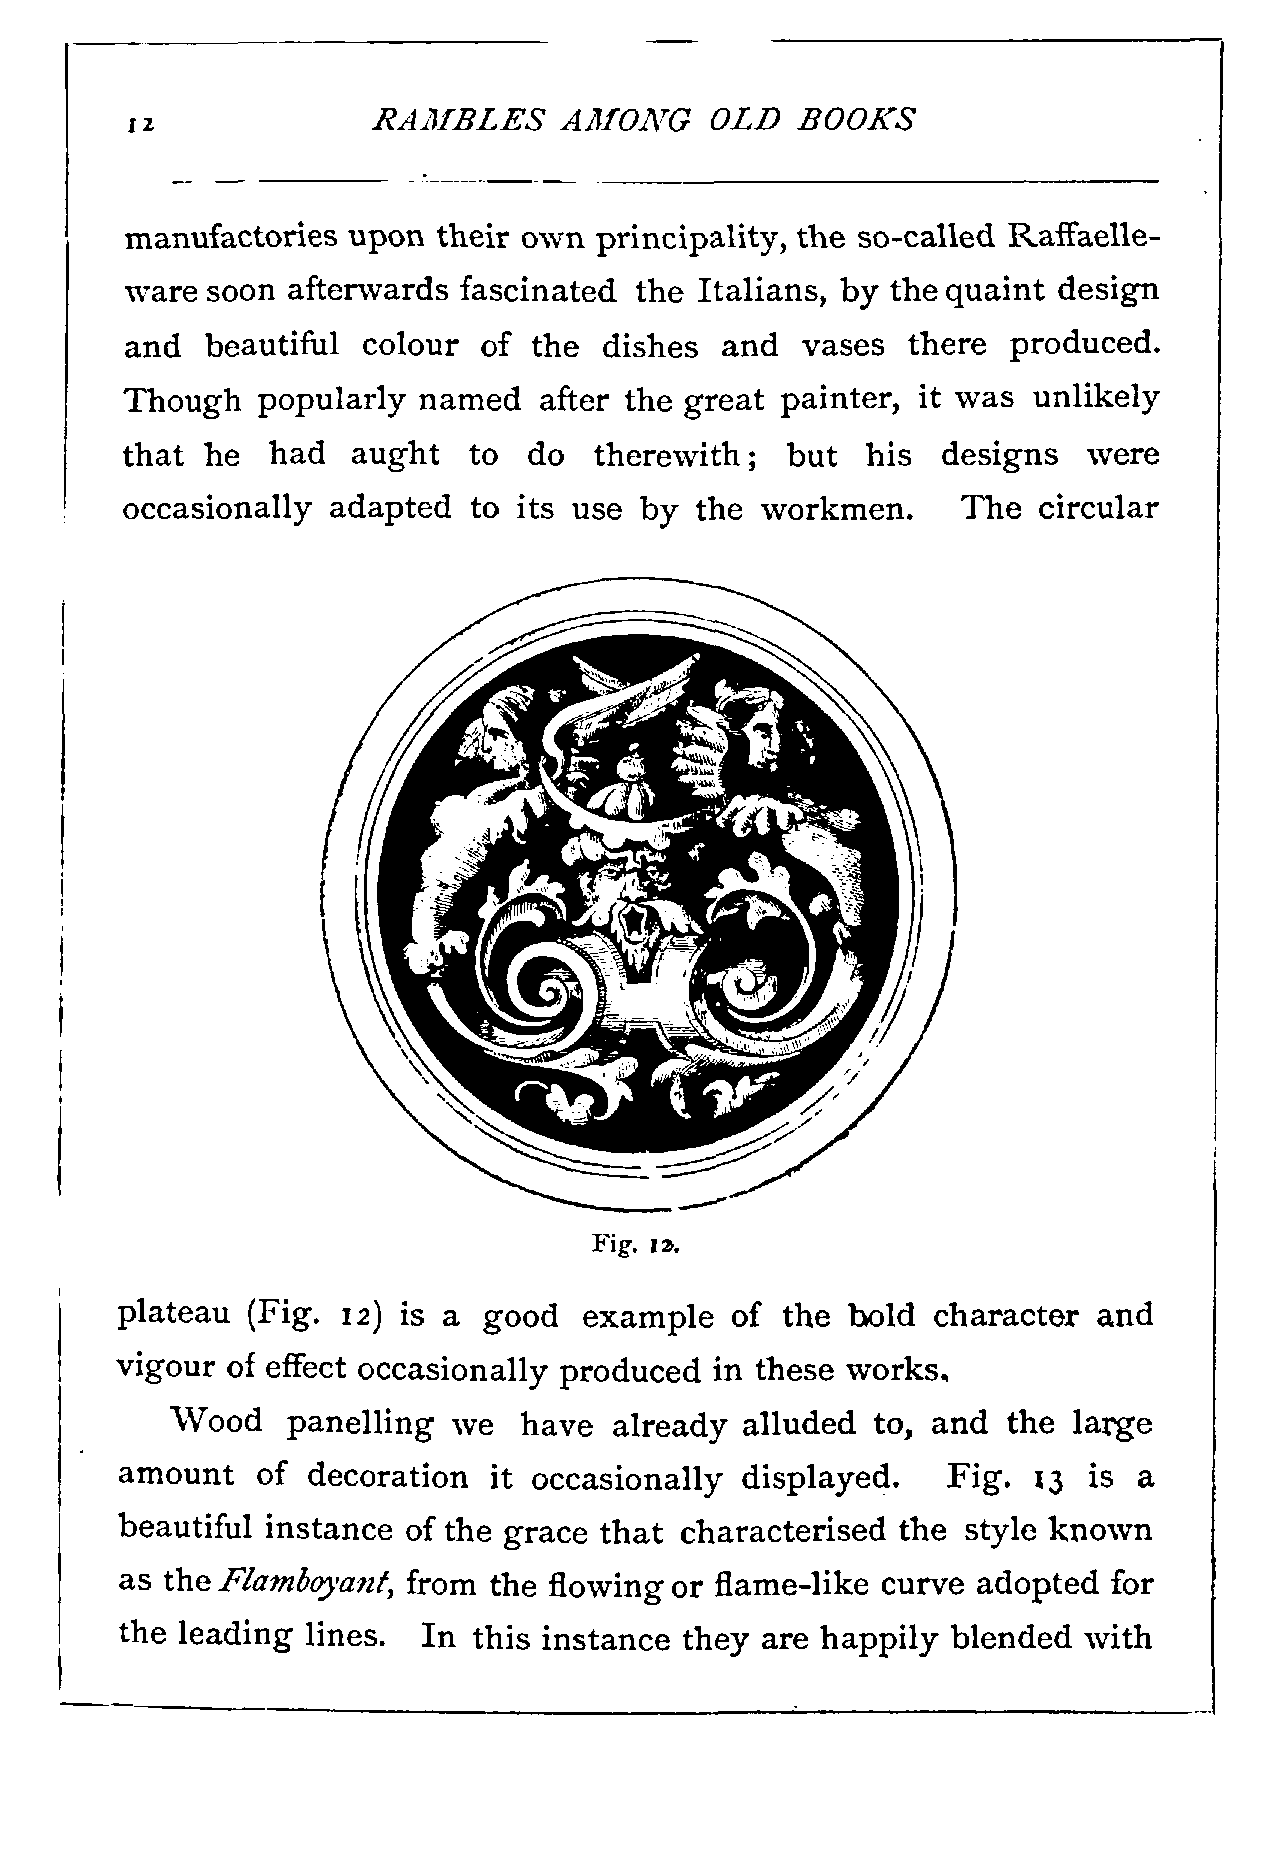 12 RAMBLES AMONG OLD BOOKS
manufactories upon their own principality, the so-called Raffaelle-
ware soon afterwards fascinated the Italians, by the quaint design
and beautiful colour of the dishes and vases there produced.
Though popularly named after the great painter, it was unlikely
that he had aught to do therewith; but his designs were
occasionally adapted to its use by the workmen. The circular
Fig. 12.
plateau (Fig. 12) is a good example of the bold character and
vigour of effect occasionally produced in these works.
Wood panelling we have already alluded to, and the large
amount of decoration it occasionally displayed. Fig. 13 is a
beautiful instance of the grace that characterised the style known
as the Flamboyant, from the flowing or flame-like curve adopted for
the leading lines. In this instance they are happily blended with